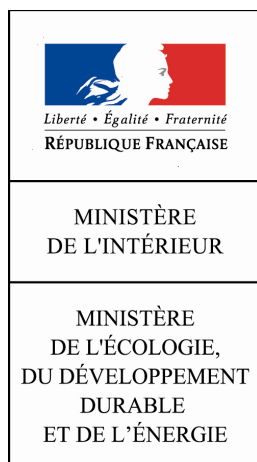 Liberté • Égalité • Fraternité
RÉPUBLIQUE FRANÇAISE
MINISTÈRE
DE L'INTÉRIEUR
MINISTÈRE
DE L'ÉCOLOGIE,
DU DÉVELOPPEMENT
DURABLE
ET DE L’ÉNERGIE